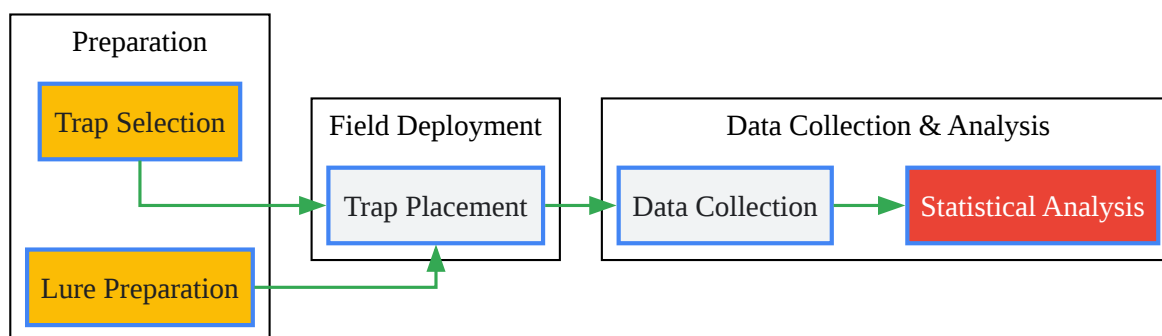 Preparation
Trap Selection
Lure Preparation
Field Deployment
Trap Placement
Data Collection & Analysis
Data Collection
Statistical Analysis